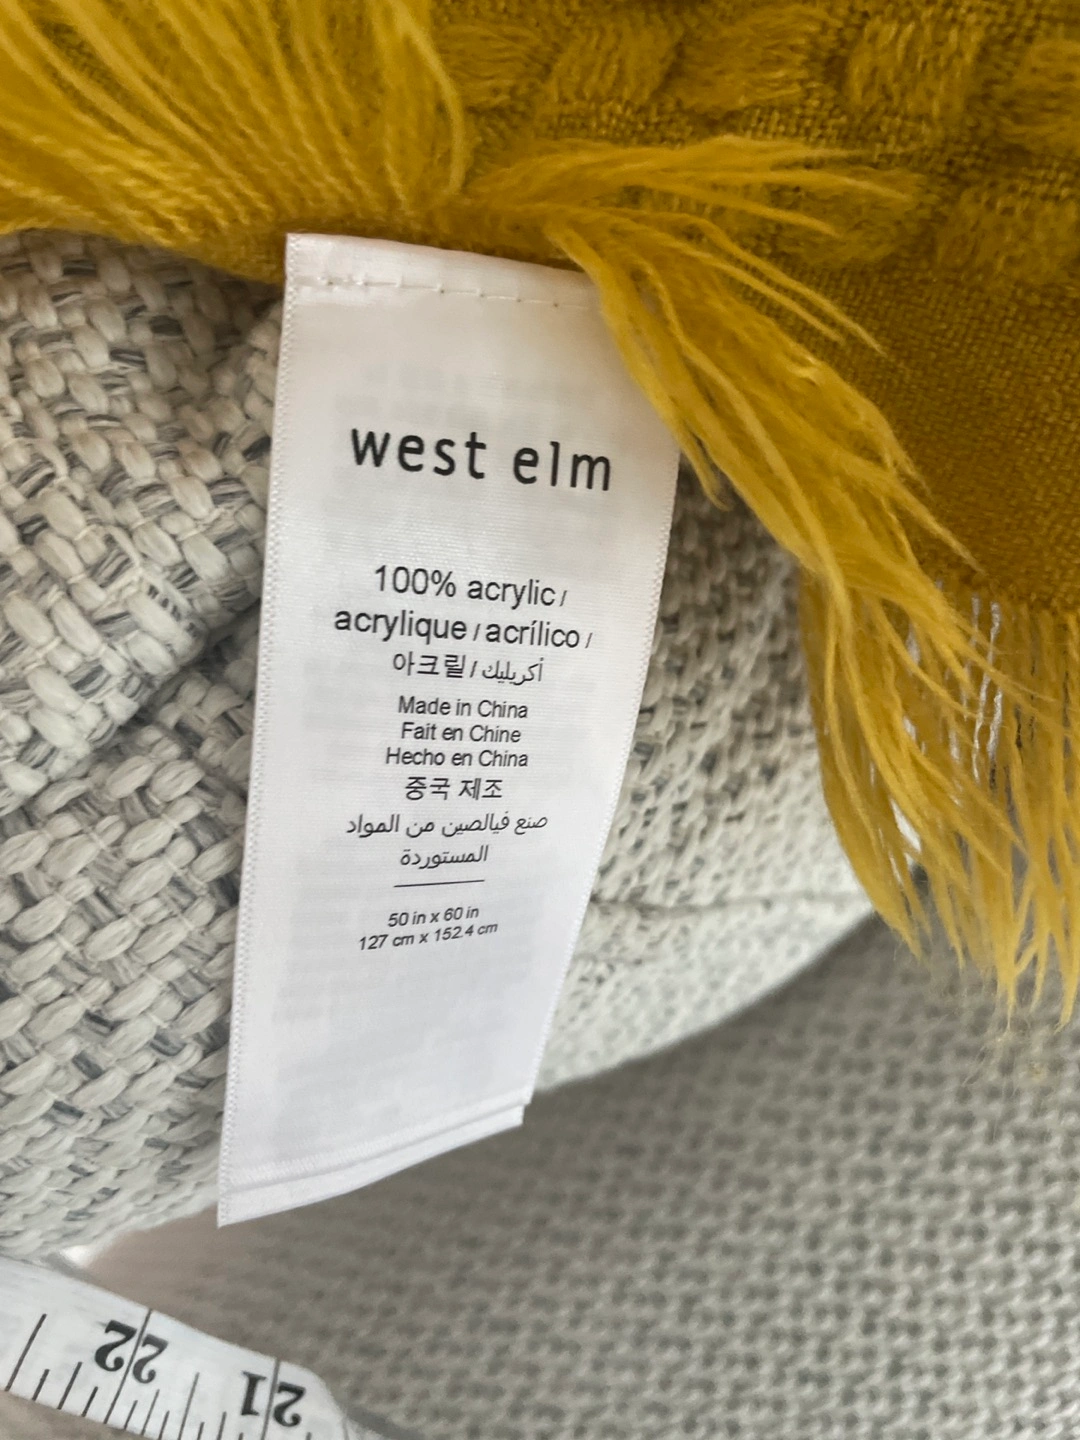 west elm
100% acrylic /
acrylique / acrílico /
아크릴 / أكريليك
Made in China
Fait en Chine
Hecho en China
중국 제조
صنع فيالصين من المواد
المستوردة
50 in x 60 in
127 cm x 152.4 cm
22
21